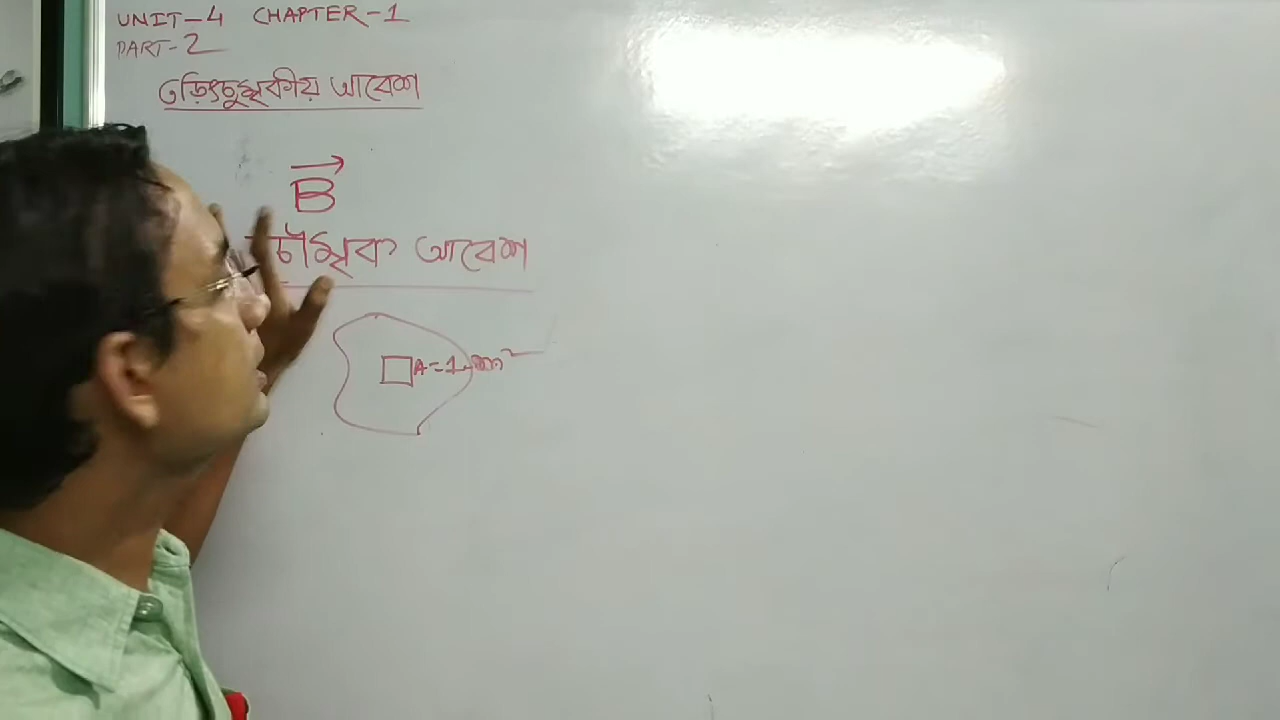 UNIT-4 CHAPTER-1
PART-2
তড়িৎচুম্বকীয় আবেশ
B
চৌম্বক আবেশ
A=1